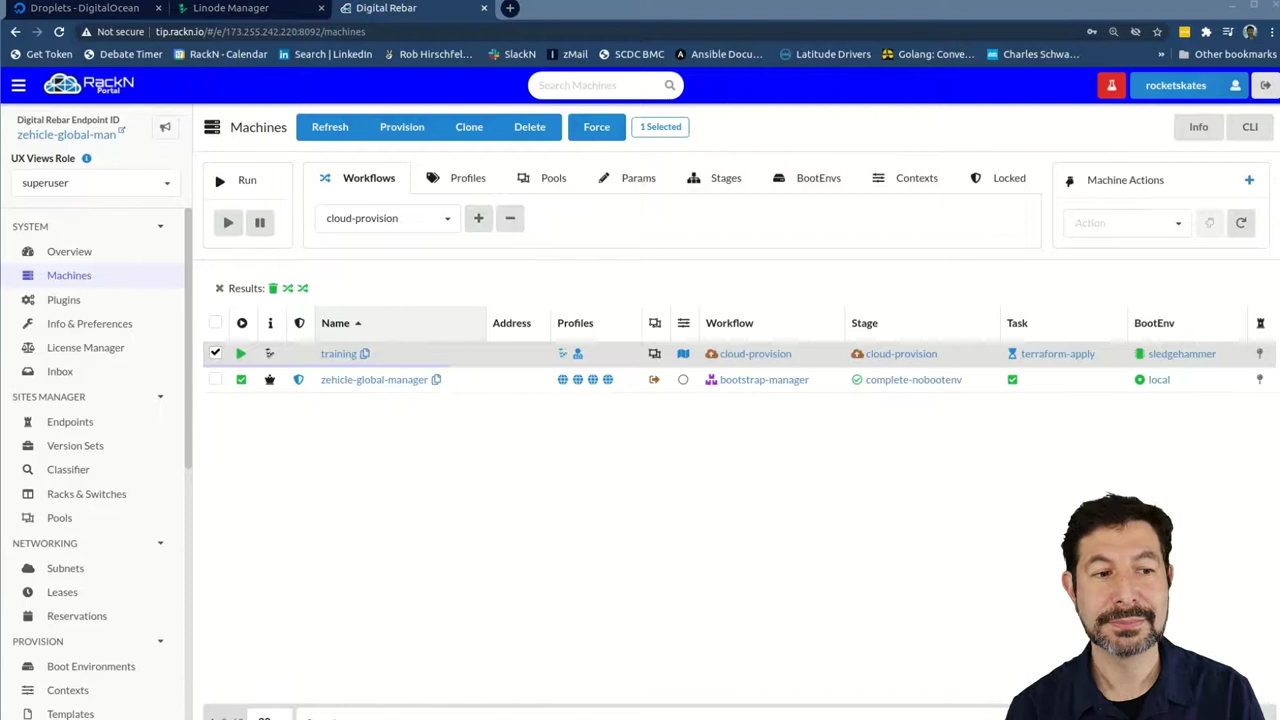 Droplets - DigitalOcean
Linode Manager
Digital Rebar
Not secure
tip.rackn.io/#/e/173.255.242.220:8092/machines
Get Token
Debate Timer
RackN - Calendar
Search | LinkedIn
Rob Hirschfel...
SlackN
zMail
SCDC BMC
Ansible Docu...
Latitude Drivers
Golang: Conve...
Charles Schwa...
»
Other bookmarks
RackN
Portal
Search Machines
rocketskates
Digital Rebar Endpoint ID
zehicle-global-man
UX Views Role
superuser
SYSTEM
Overview
Machines
Plugins
Info & Preferences
License Manager
Inbox
SITES MANAGER
Endpoints
Version Sets
Classifier
Racks & Switches
Pools
NETWORKING
Subnets
Leases
Reservations
PROVISION
Boot Environments
Contexts
Templates
Machines
Refresh
Provision
Clone
Delete
Force
1 Selected
Info
CLI
Run
Workflows
Profiles
Pools
Params
Stages
BootEnvs
Contexts
Locked
cloud-provision
Machine Actions
Action
Results:
Name Address Profiles Workflow Stage Task BootEnv
training cloud-provision cloud-provision terraform-apply sledgehammer
zehicle-global-manager bootstrap-manager complete-nobootenv local